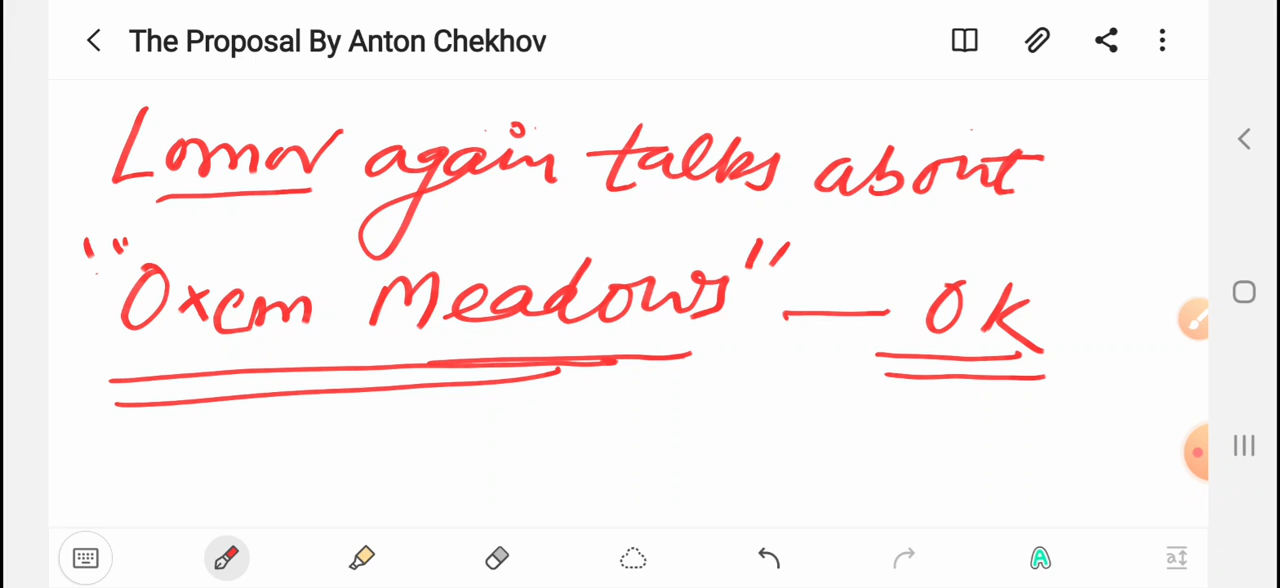 The Proposal By Anton Chekhov
Lomov again talks about
"Oxen Meadows" — OK